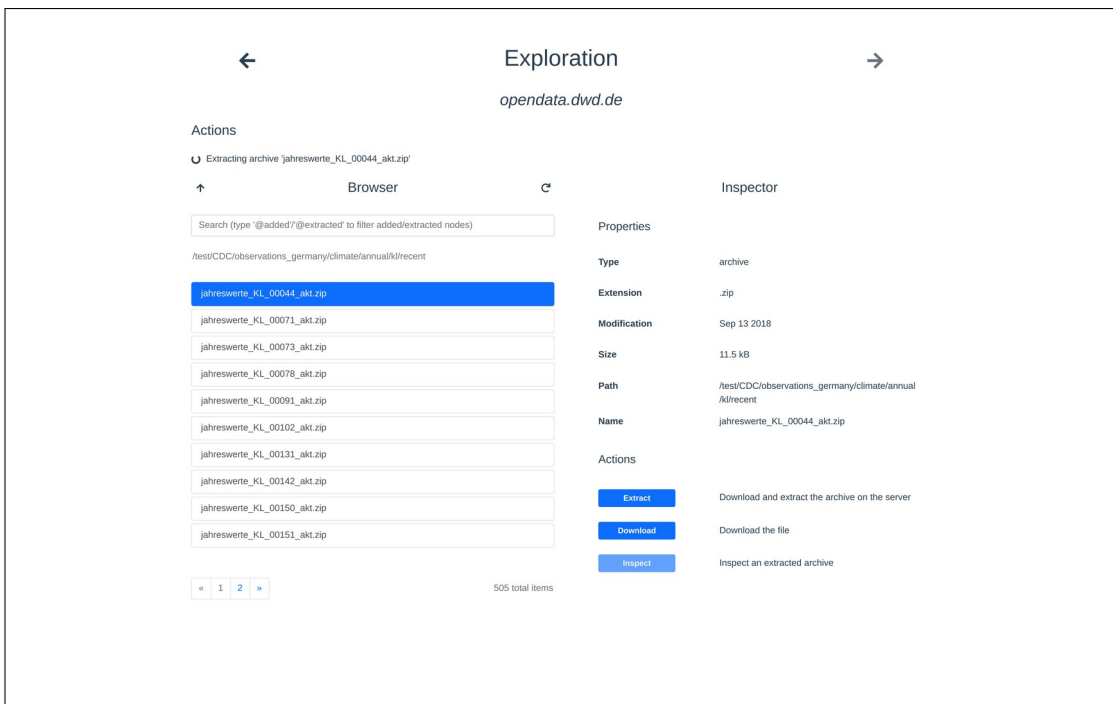 Exploration
opendata.dwd.de
Actions
Extracting archive 'jahreswerte_KL_00044_akt.zip'
Browser
Search (type '@added'/'@extracted' to filter added/extracted nodes)
/test/CDC/observations_germany/climate/annual/kl/recent
jahreswerte_KL_00044_akt.zip
jahreswerte_KL_00071_akt.zip
jahreswerte_KL_00073_akt.zip
jahreswerte_KL_00078_akt.zip
jahreswerte_KL_00091_akt.zip
jahreswerte_KL_00102_akt.zip
jahreswerte_KL_00131_akt.zip
jahreswerte_KL_00142_akt.zip
jahreswerte_KL_00150_akt.zip
jahreswerte_KL_00151_akt.zip
« 1 2 » 505 total items
Inspector
Properties
Type archive
Extension .zip
Modification Sep 13 2018
Size 11.5 kB
Path /test/CDC/observations_germany/climate/annual
/kl/recent
Name jahreswerte_KL_00044_akt.zip
Actions
Extract Download and extract the archive on the server
Download Download the file
Inspect Inspect an extracted archive